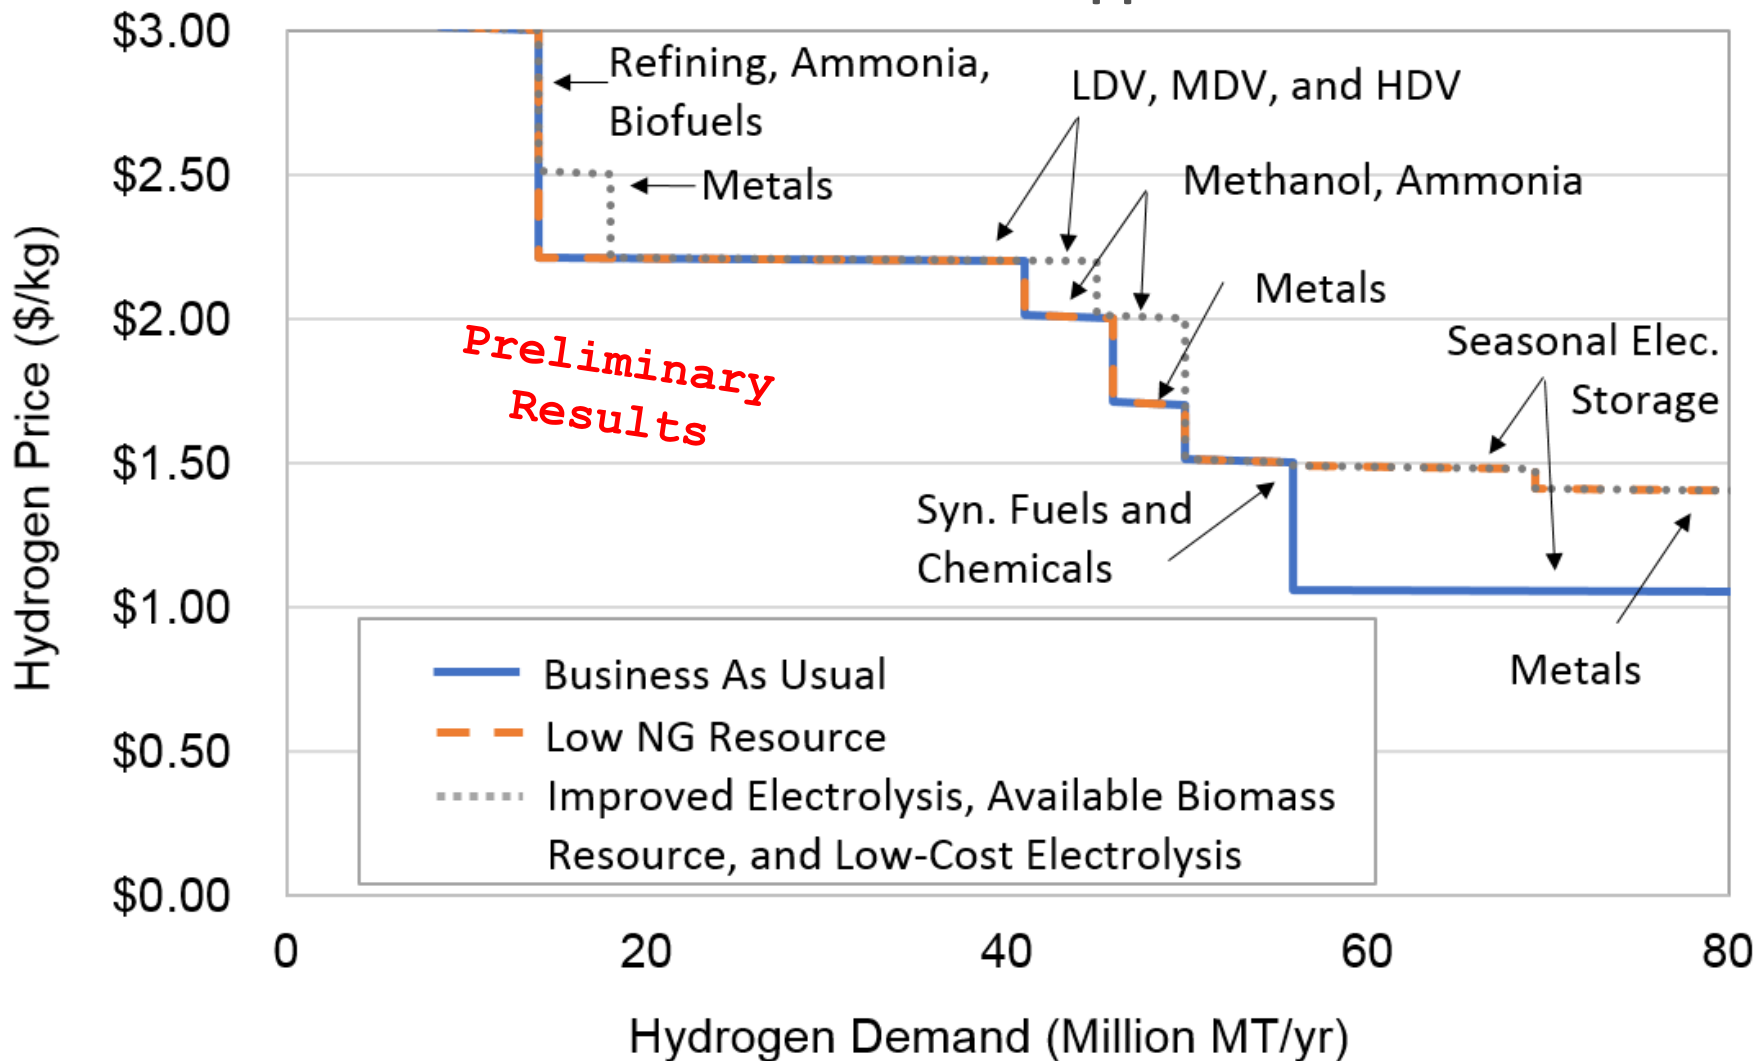 $3.00
$2.50
$2.00
$1.50
$1.00
$0.50
$0.00
Hydrogen Price ($/kg)
Refining, Ammonia,
Biofuels
LDV, MDV, and HDV
Metals
Methanol, Ammonia
Metals
Seasonal Elec.
Storage
Preliminary
Results
Syn. Fuels and
Chemicals
Metals
Business As Usual
Low NG Resource
Improved Electrolysis, Available Biomass
Resource, and Low-Cost Electrolysis
0 20 40 60 80
Hydrogen Demand (Million MT/yr)